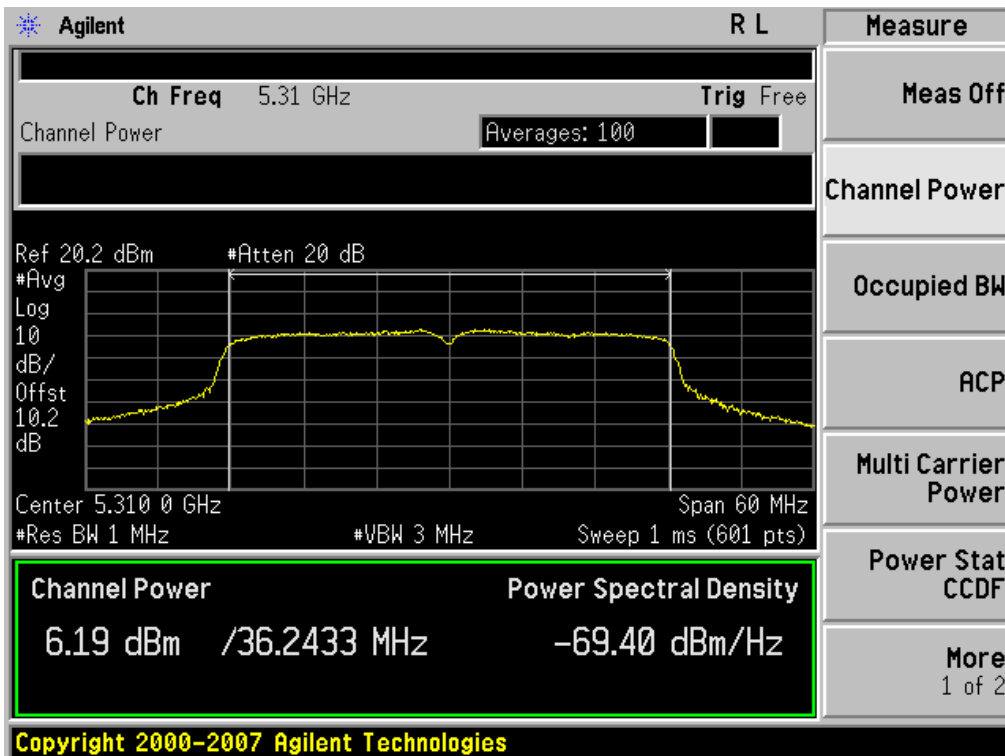 Agilent
R L
Measure
Ch Freq 5.31 GHz
Trig Free
Channel Power
Averages: 100
Ref 20.2 dBm
#Atten 20 dB
#Avg
Log
10
dB/
Offst
10.2
dB
Center 5.310 0 GHz
Span 60 MHz
#Res BW 1 MHz
#VBW 3 MHz
Sweep 1 ms (601 pts)
Channel Power
Power Spectral Density
6.19 dBm /36.2433 MHz
-69.40 dBm/Hz
Meas Off
Channel Power
Occupied BW
ACP
Multi Carrier
Power
Power Stat
CCDF
More
1 of 2
Copyright 2000-2007 Agilent Technologies